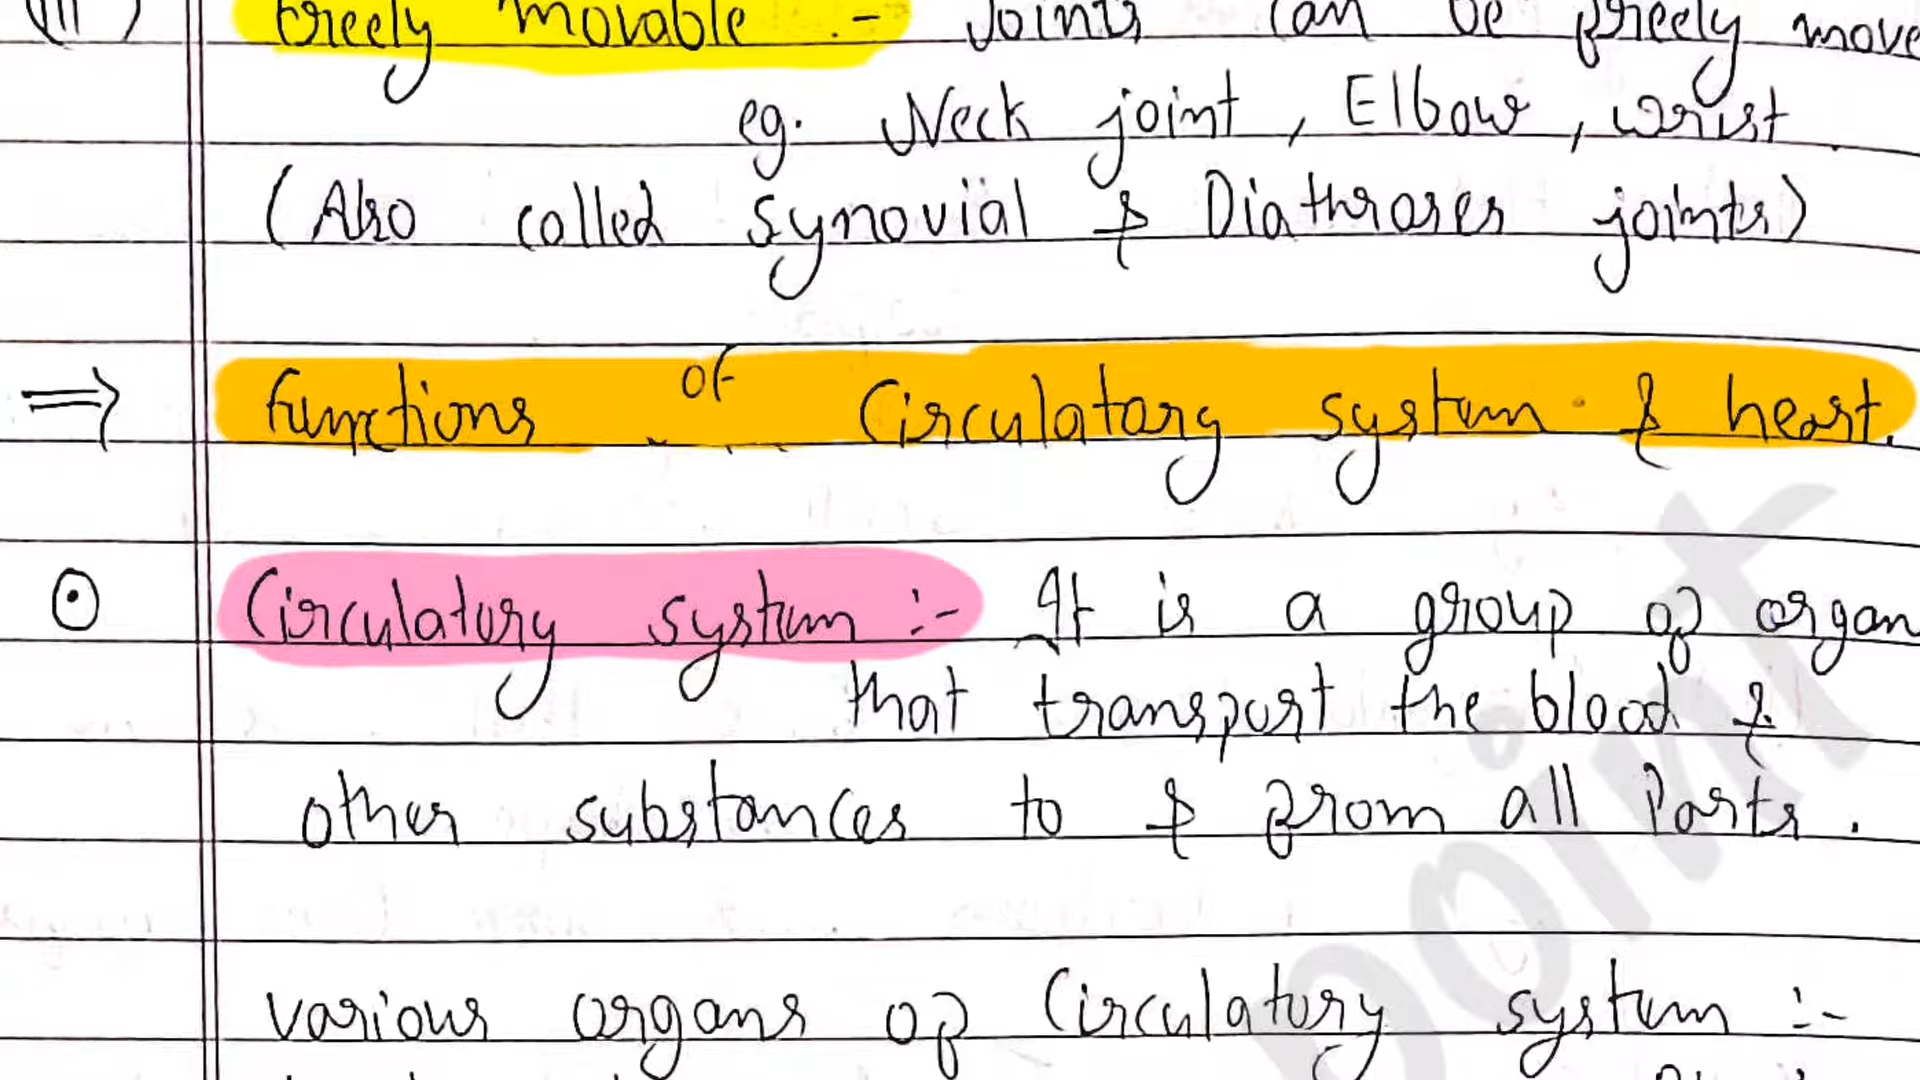 (iii) freely movable :- Joints can be freely move
eg. Neck joint, Elbow, wrist.
(Also called synovial & Diathroses joints)
⇒ functions of Circulatory system & heart.
⊙ Circulatory system :- It is a group of organ
that transport the blood &
other substances to & from all Parts.
various organs of Circulatory system :-
point